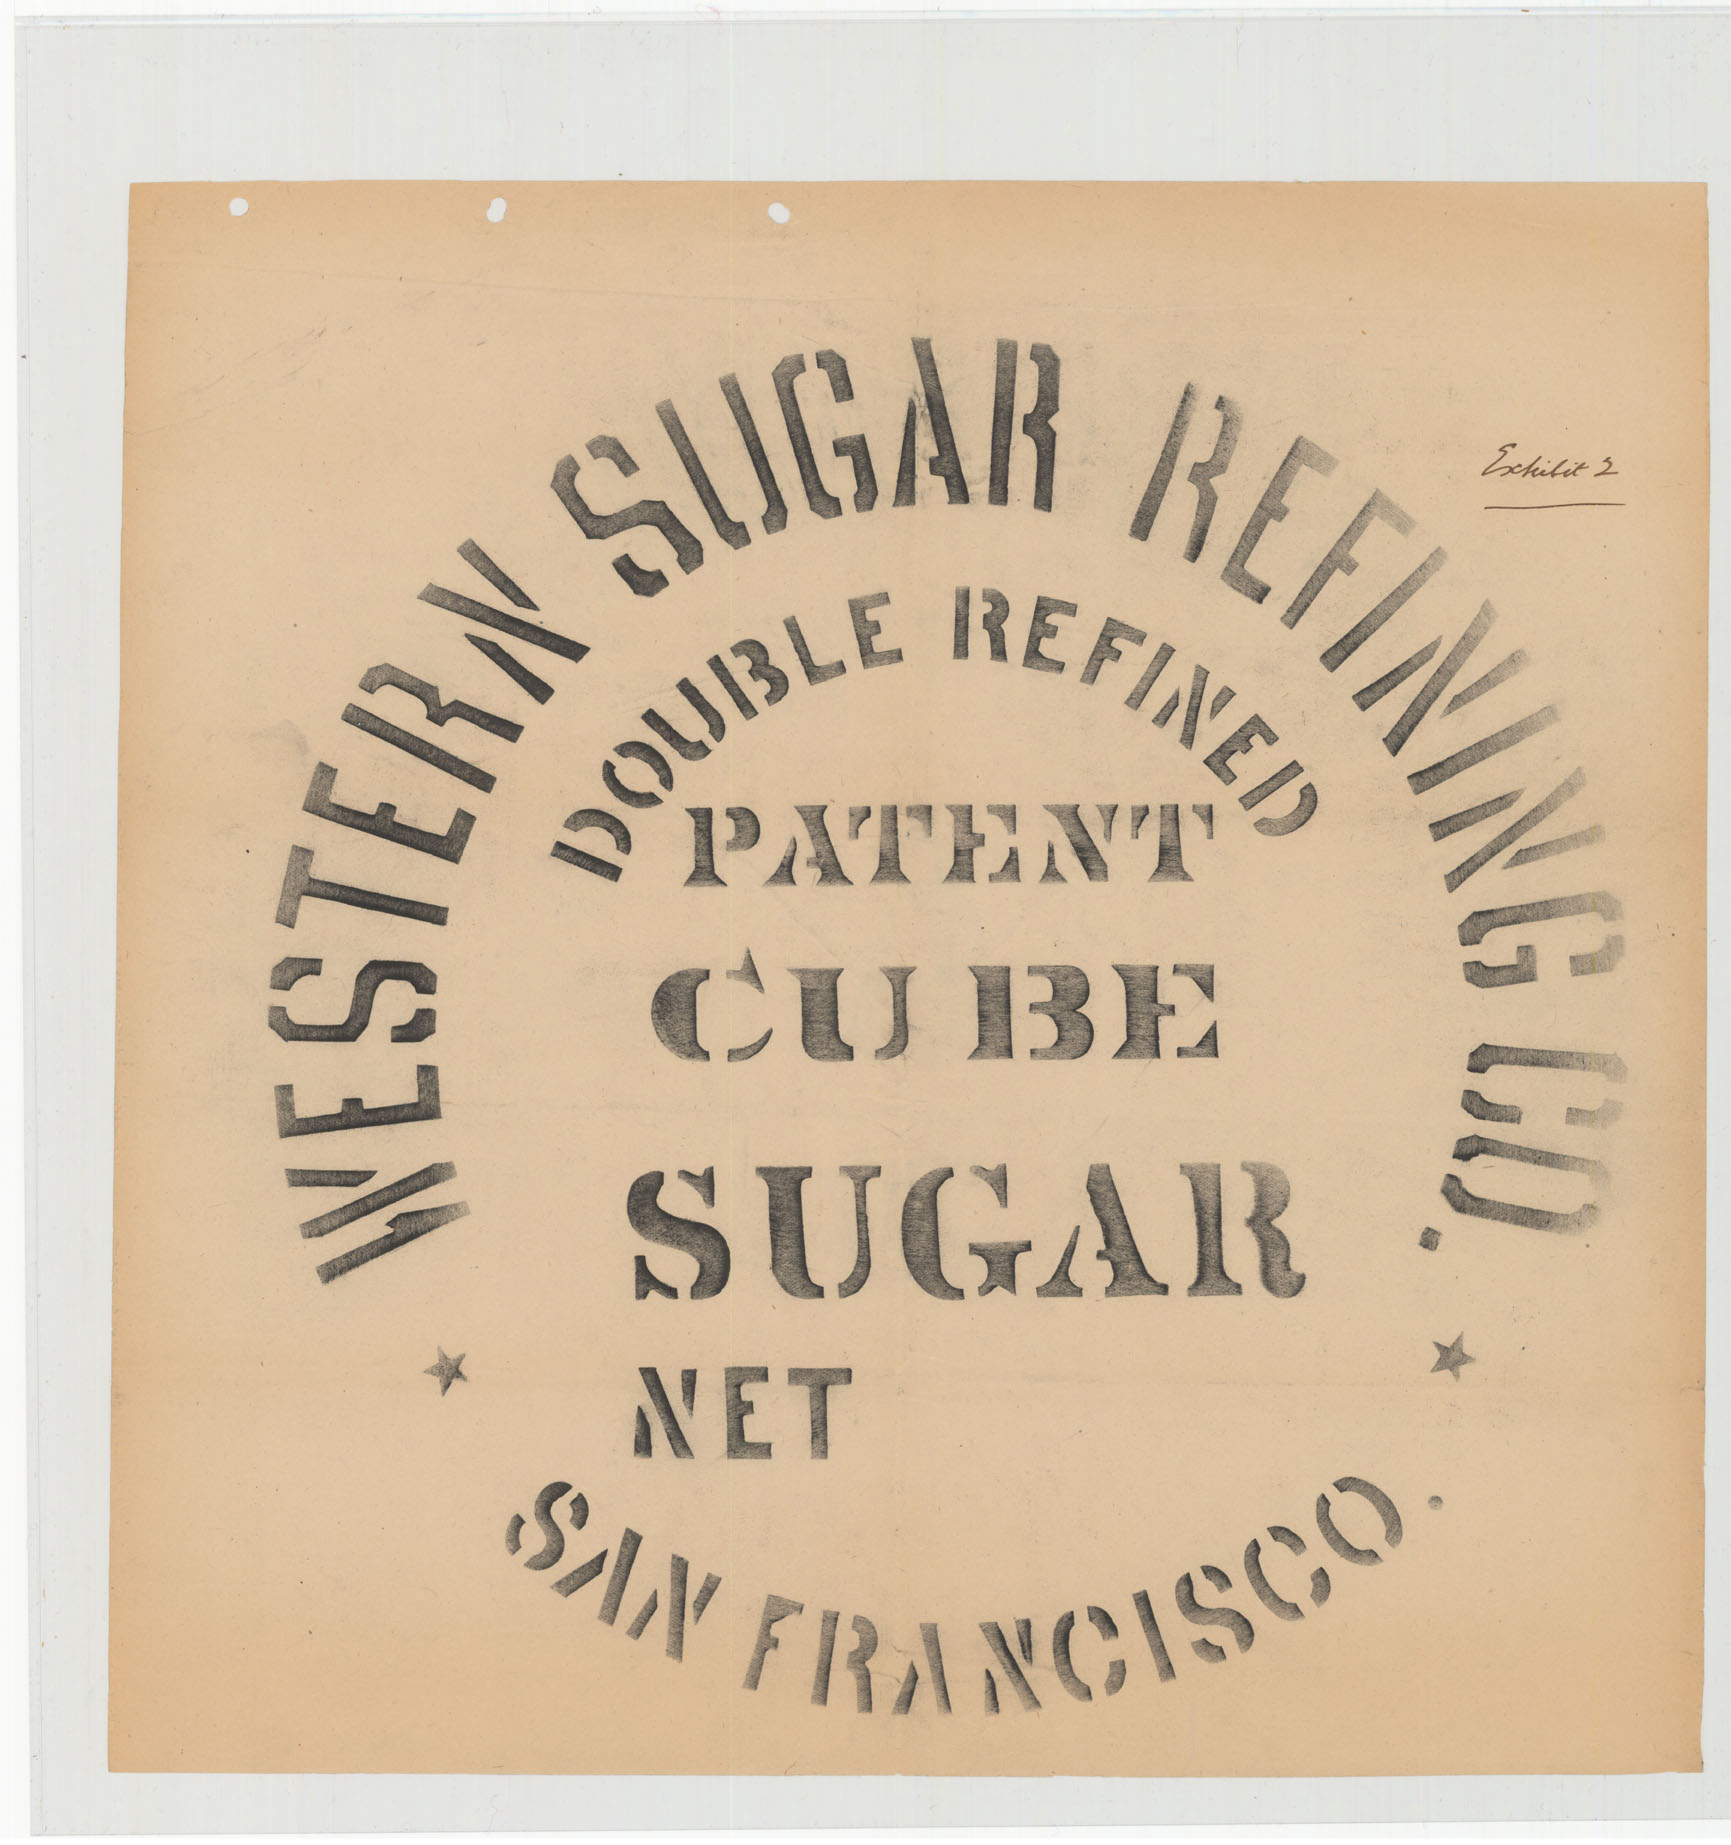 WESTERN SUGAR REFINING CO.
Exhibit 2
DOUBLE REFINED
PATENT
CUBE
SUGAR
NET
SAN FRANCISCO.